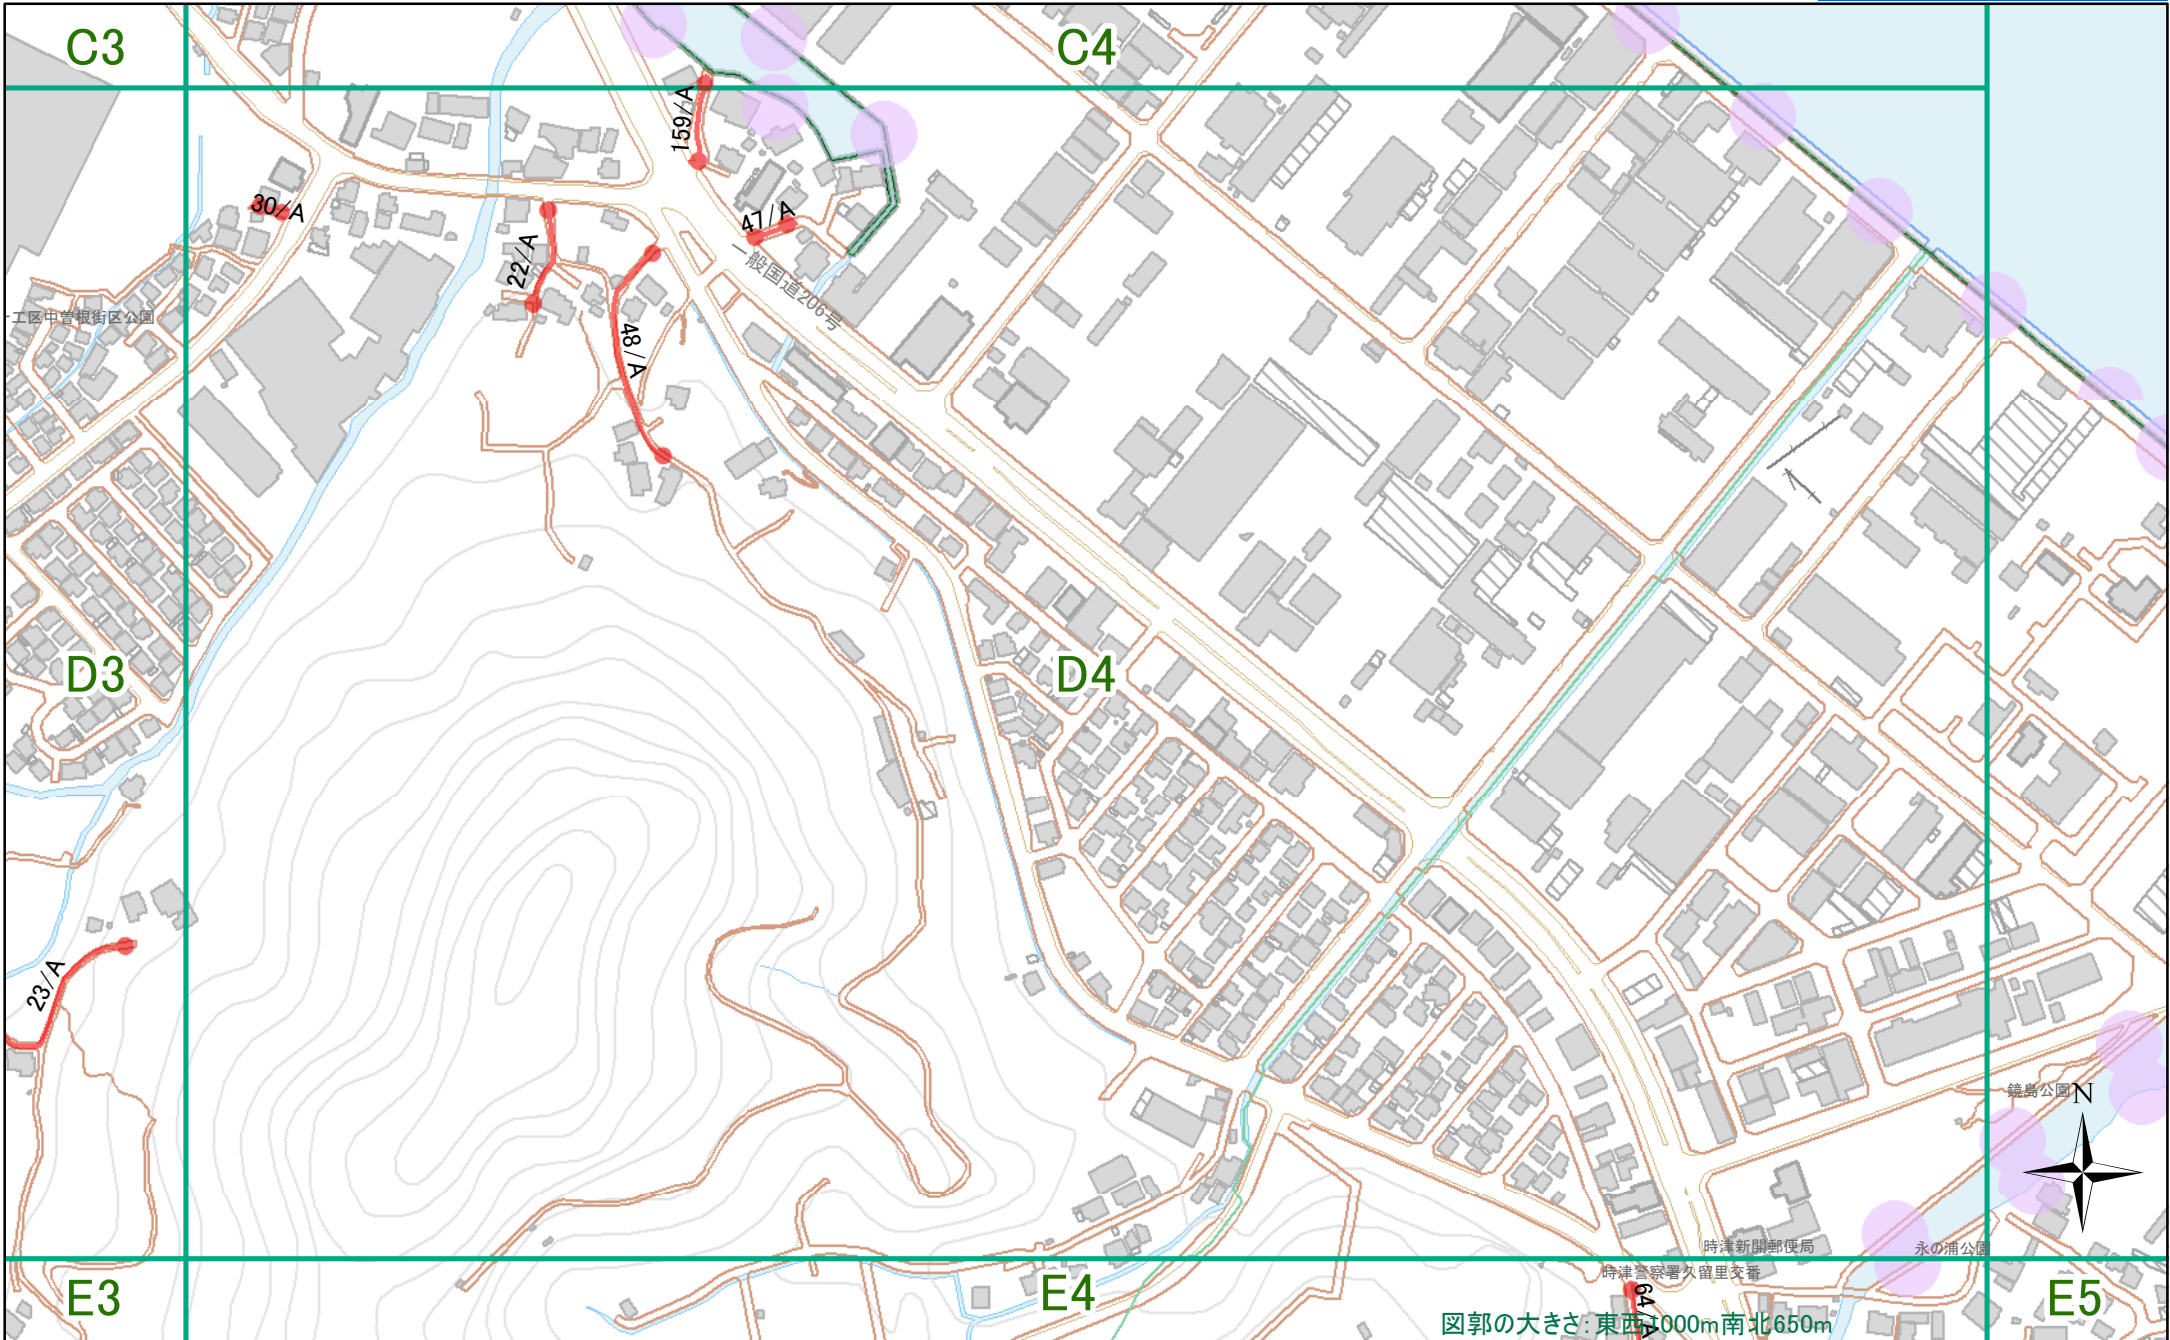 C3
C4
159/A
30/A
47/A
22/A
一般国道206号
十工区中曽根街区公園
48/A
D3
D4
23/A
鏡島公園
N
時津新開郵便局
永の浦公園
時津警察署久留里交番
E3
E4
64/A
E5
図郭の大きさ：東西1000m南北650m